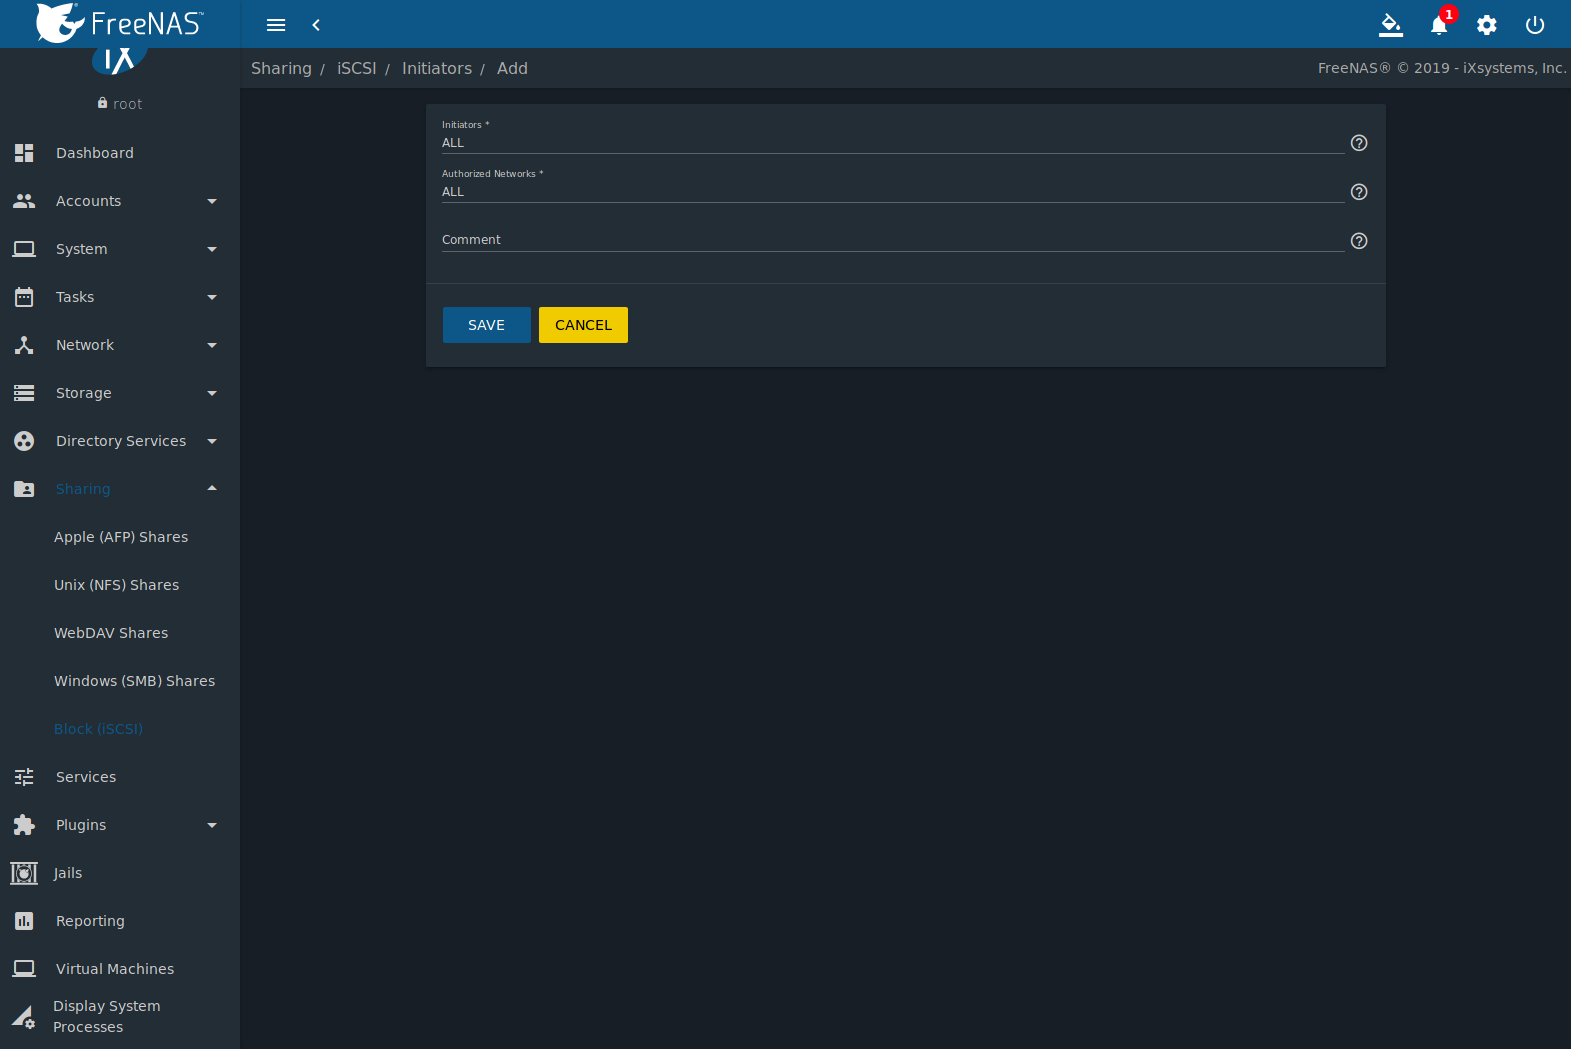 FreeNAS™
1
iX
root
Sharing / iSCSI / Initiators / Add
FreeNAS® © 2019 - iXsystems, Inc.
Dashboard
Accounts
System
Tasks
Network
Storage
Directory Services
Sharing
Apple (AFP) Shares
Unix (NFS) Shares
WebDAV Shares
Windows (SMB) Shares
Block (iSCSI)
Services
Plugins
Jails
Reporting
Virtual Machines
Display System
Processes
Initiators *
ALL
Authorized Networks *
ALL
Comment
SAVE
CANCEL